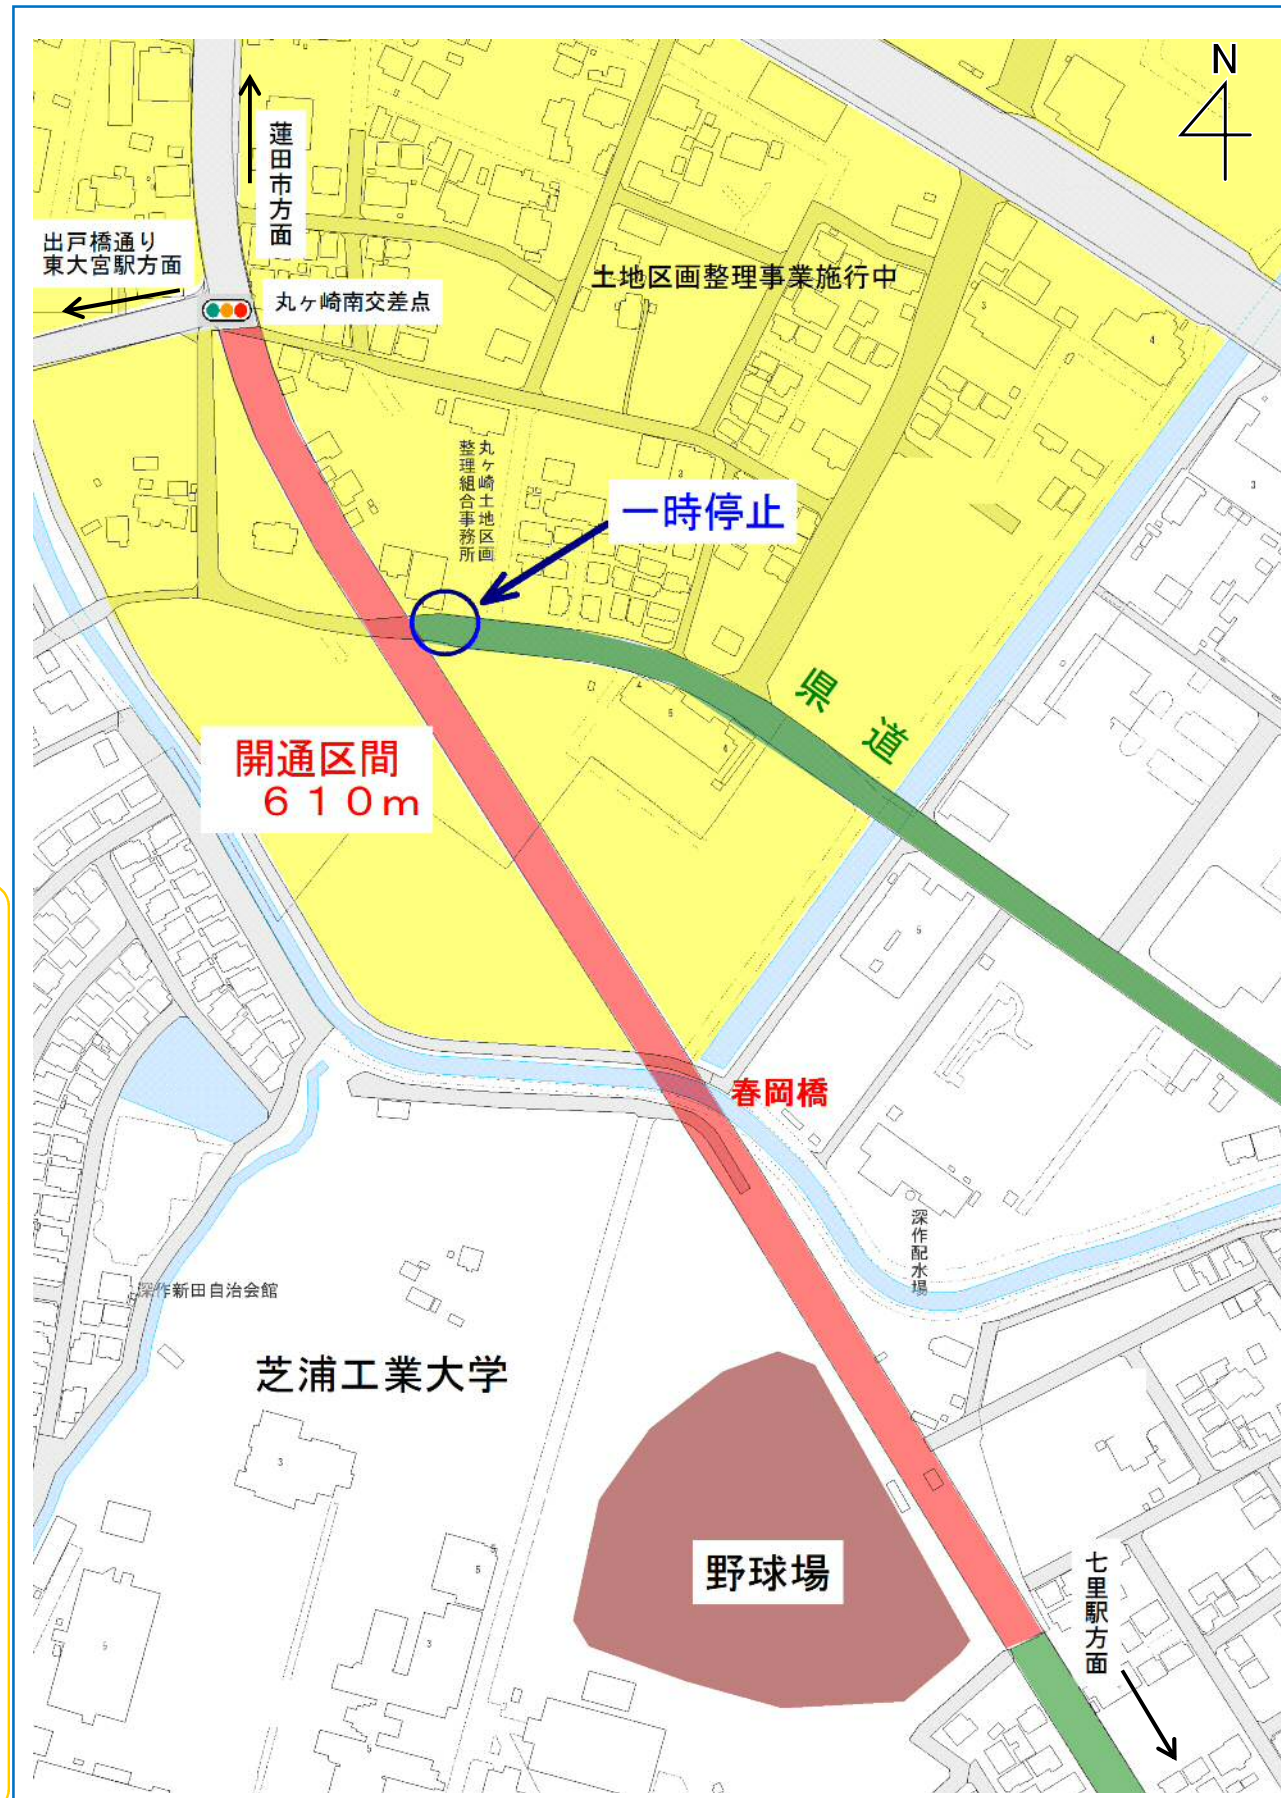 N
蓮田市方面
出戸橋通り
東大宮駅方面
丸ヶ崎南交差点
土地区画整理事業施行中
丸ヶ崎土地区画
整理組合事務所
一時停止
県道
開通区間
610m
春岡橋
深作配水場
深作新田自治会館
芝浦工業大学
野球場
七里駅方面